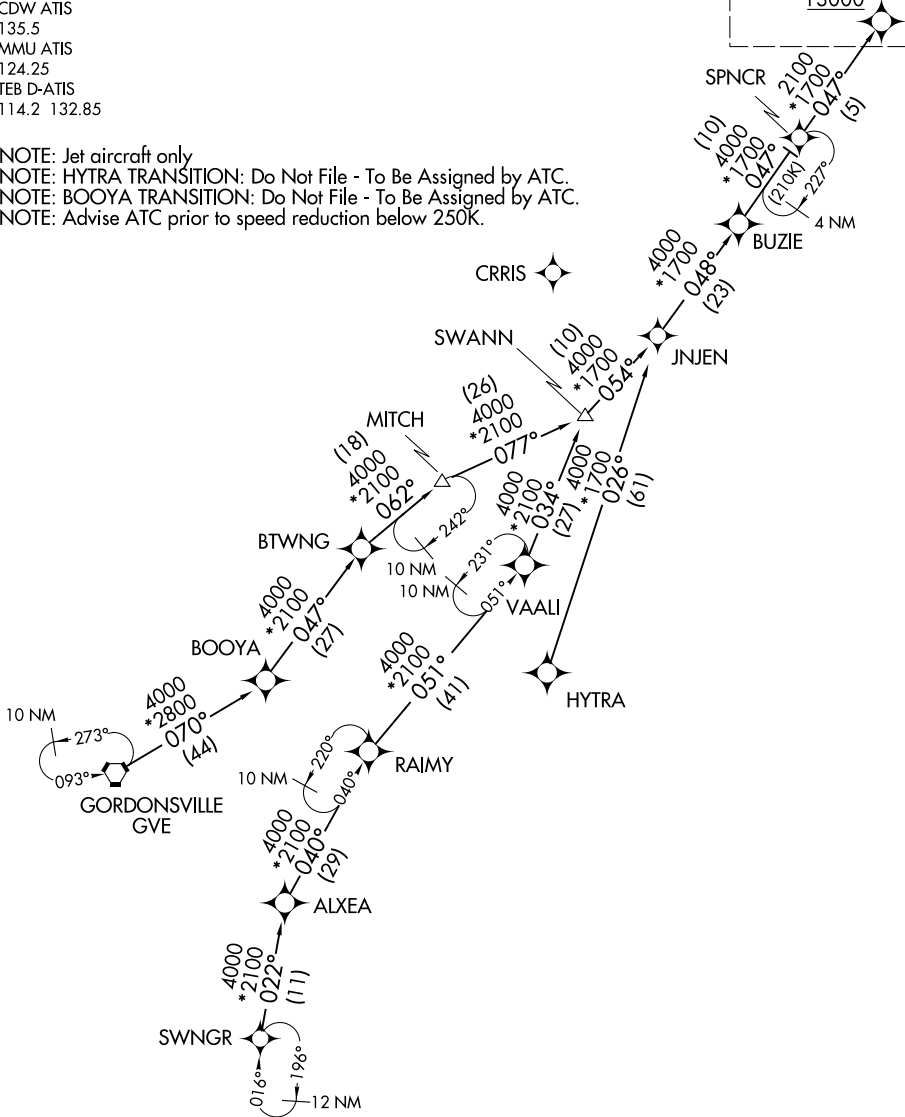 CDW ATIS
135.5
MMU ATIS
124.25
TEB D-ATIS
114.2 132.85
NOTE: Jet aircraft only
NOTE: HYTRA TRANSITION: Do Not File - To Be Assigned by ATC.
NOTE: BOOYA TRANSITION: Do Not File - To Be Assigned by ATC.
NOTE: Advise ATC prior to speed reduction below 250K.
13000
SPNCR
2100
*1700
047°
(5)
(10)
4000
*1700
047°
(210K)
227°
4 NM
BUZIE
4000
*1700
048°
(23)
CRRIS
JNJEN
SWANN
(10)
4000
*1700
054°
MITCH
(26)
4000
*2100
077°
(18)
4000
*2100
062°
242°
10 NM
BTWNG
4000
*2100
034°
(27)
4000
*1700
026°
(61)
231°
10 NM
051°
VAALI
4000
*2100
047°
(27)
BOOYA
HYTRA
4000
*2100
051°
(41)
4000
*2800
070°
(44)
10 NM
273°
093°
GORDONSVILLE
GVE
RAIMY
220°
10 NM
040°
4000
*2100
040°
(29)
ALXEA
4000
*2100
022°
(11)
SWNGR
016°
196°
12 NM